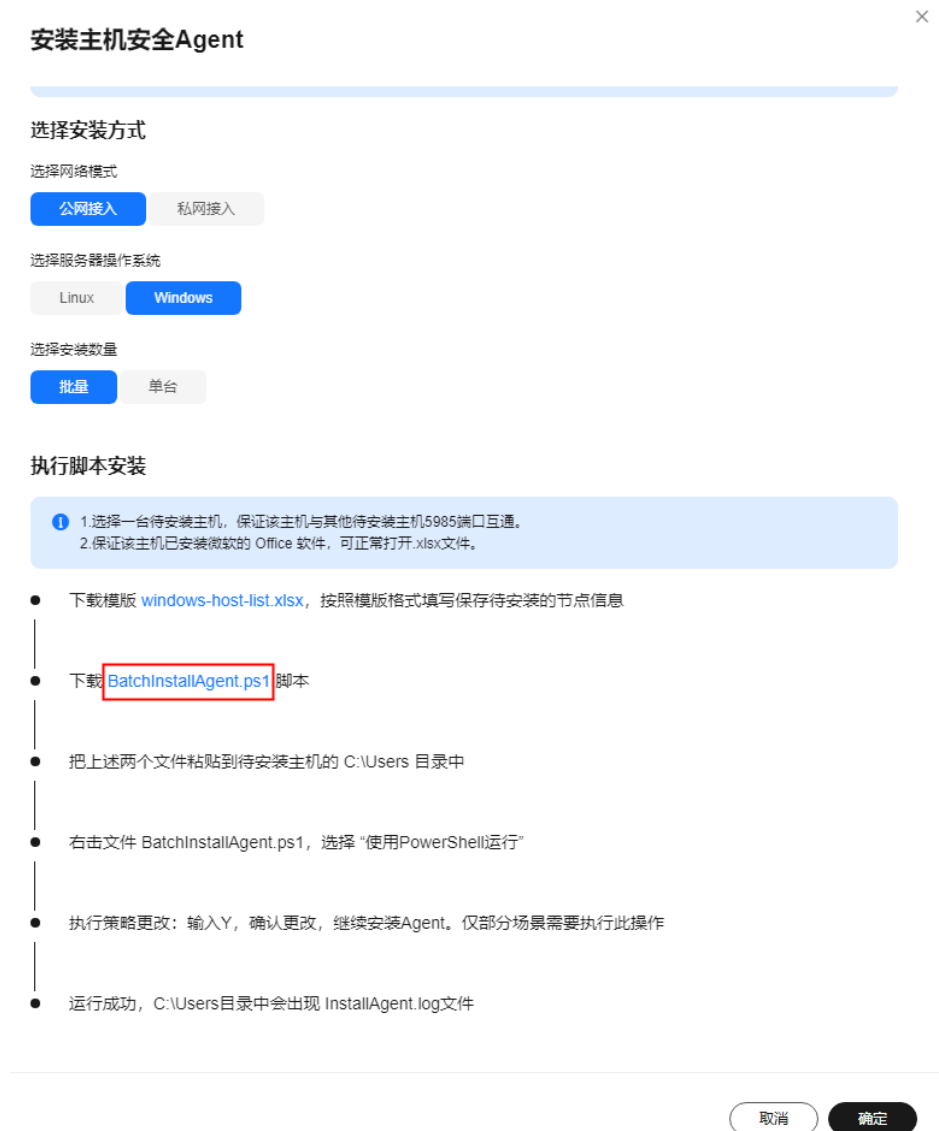 安装主机安全Agent
选择安装方式
选择网络模式
公网接入 私网接入
选择服务器操作系统
Linux Windows
选择安装数量
批量 单台
执行脚本安装
1.选择一台待安装主机，保证该主机与其他待安装主机5985端口互通。
2.保证该主机已安装微软的 Office 软件，可正常打开.xlsx文件。
下载模版 windows-host-list.xlsx，按照模版格式填写保存待安装的节点信息
下载 BatchInstallAgent.ps1 脚本
把上述两个文件粘贴到待安装主机的 C:\Users 目录中
右击文件 BatchInstallAgent.ps1，选择 “使用PowerShell运行”
执行策略更改：输入Y，确认更改，继续安装Agent。仅部分场景需要执行此操作
运行成功，C:\Users目录中会出现 InstallAgent.log文件
取消 确定